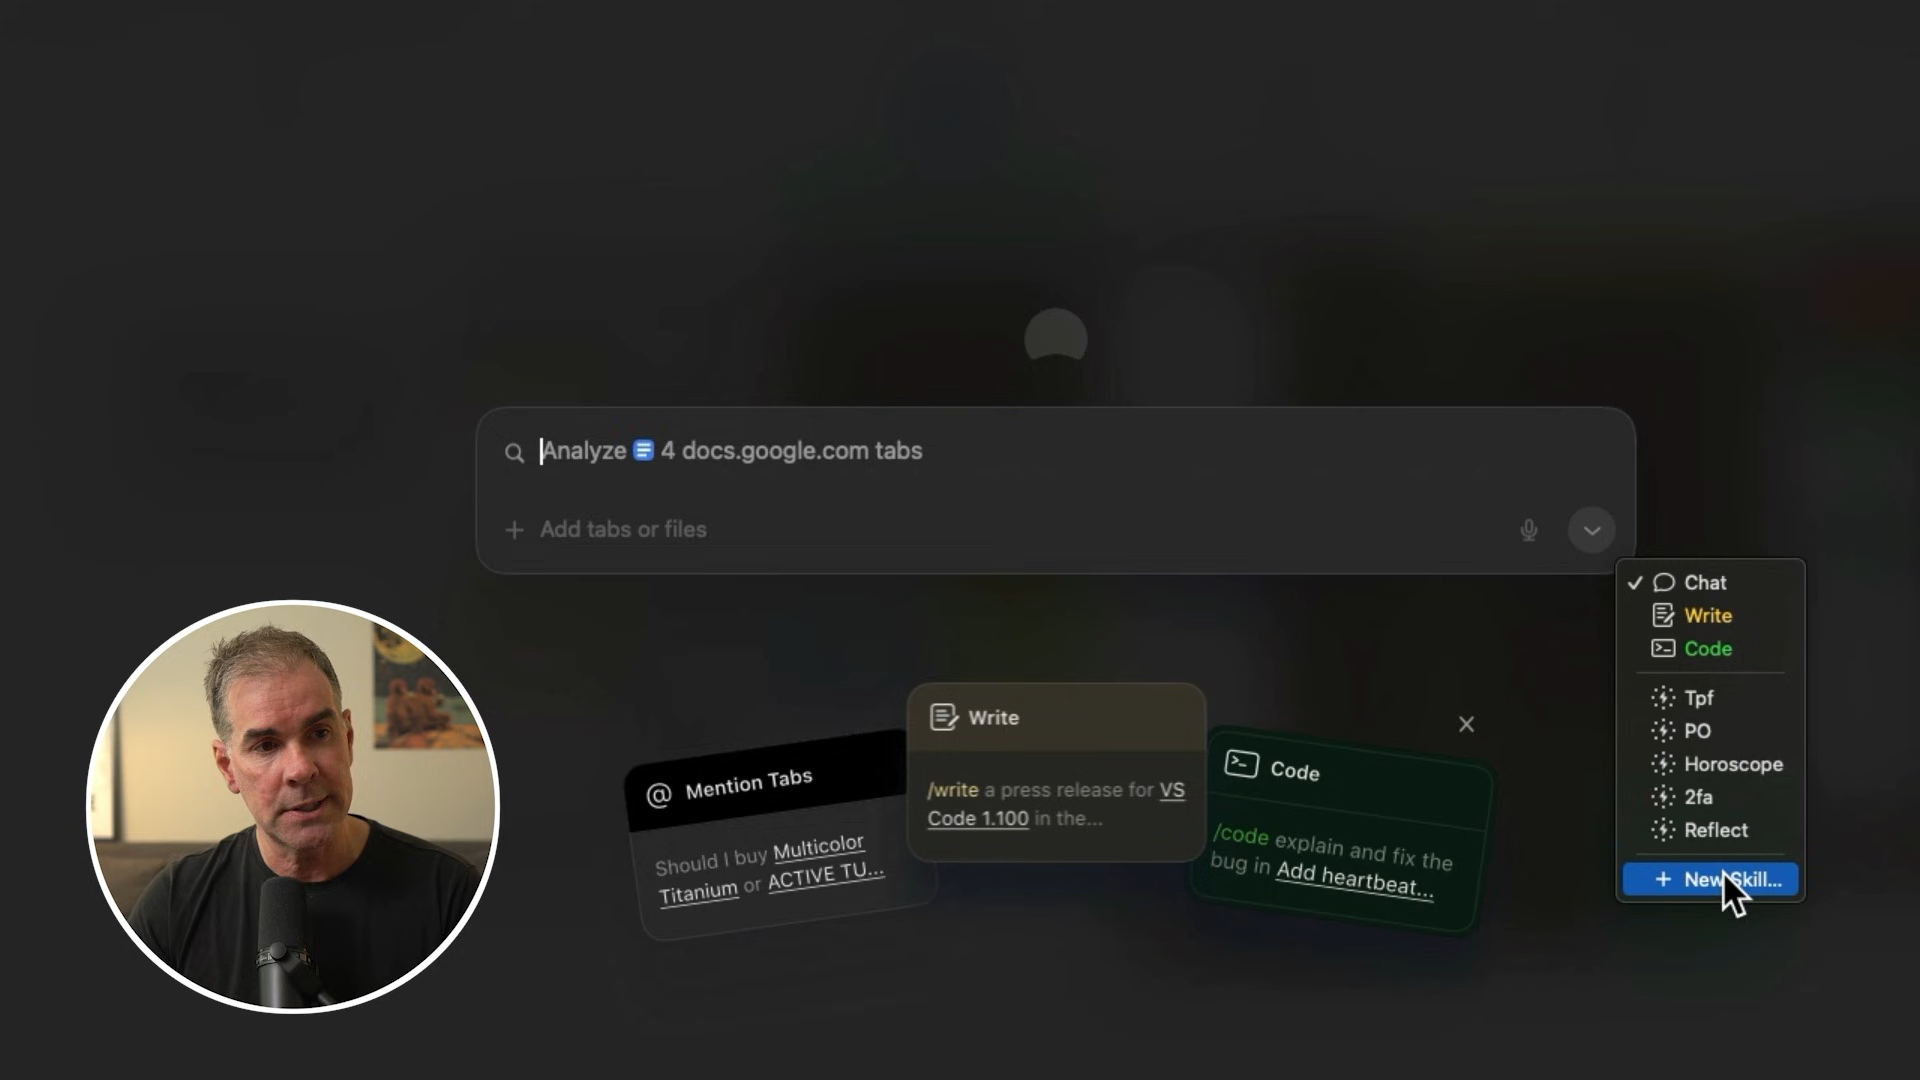 Analyze 4 docs.google.com tabs
Add tabs or files
Chat
Write
Code
Tpf
PO
Horoscope
2fa
Reflect
New Skill...
Mention Tabs
Should I buy Multicolor
Titanium or ACTIVE TU...
Write
/write a press release for VS
Code 1.100 in the...
Code
/code explain and fix the
bug in Add heartbeat...